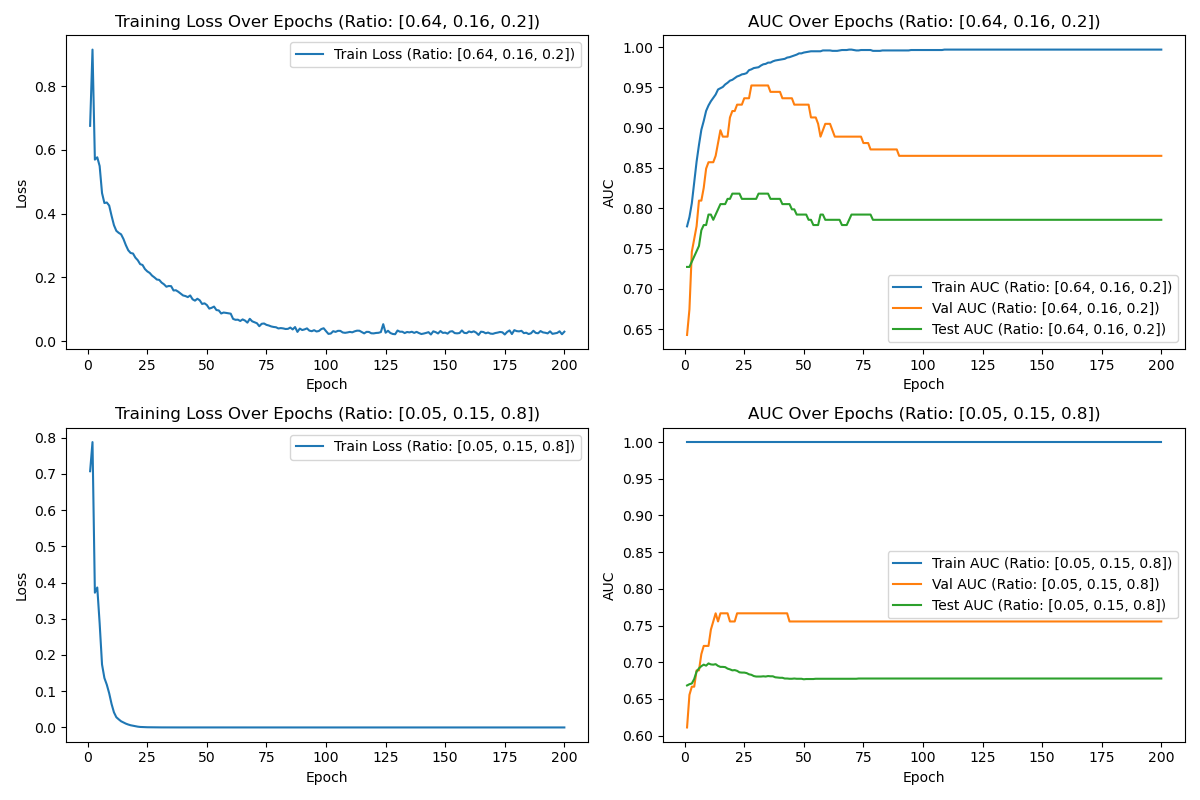 Training Loss Over Epochs (Ratio: [0.64, 0.16, 0.2])
Train Loss (Ratio: [0.64, 0.16, 0.2])
0.8
0.6
0.4
0.2
0.0
Loss
0 25 50 75 100 125 150 175 200
Epoch
AUC Over Epochs (Ratio: [0.64, 0.16, 0.2])
1.00
0.95
0.90
0.85
0.80
0.75
0.70
0.65
AUC
Train AUC (Ratio: [0.64, 0.16, 0.2])
Val AUC (Ratio: [0.64, 0.16, 0.2])
Test AUC (Ratio: [0.64, 0.16, 0.2])
0 25 50 75 100 125 150 175 200
Epoch
Training Loss Over Epochs (Ratio: [0.05, 0.15, 0.8])
Train Loss (Ratio: [0.05, 0.15, 0.8])
0.8
0.7
0.6
0.5
0.4
0.3
0.2
0.1
0.0
Loss
0 25 50 75 100 125 150 175 200
Epoch
AUC Over Epochs (Ratio: [0.05, 0.15, 0.8])
1.00
0.95
0.90
0.85
0.80
0.75
0.70
0.65
0.60
AUC
Train AUC (Ratio: [0.05, 0.15, 0.8])
Val AUC (Ratio: [0.05, 0.15, 0.8])
Test AUC (Ratio: [0.05, 0.15, 0.8])
0 25 50 75 100 125 150 175 200
Epoch